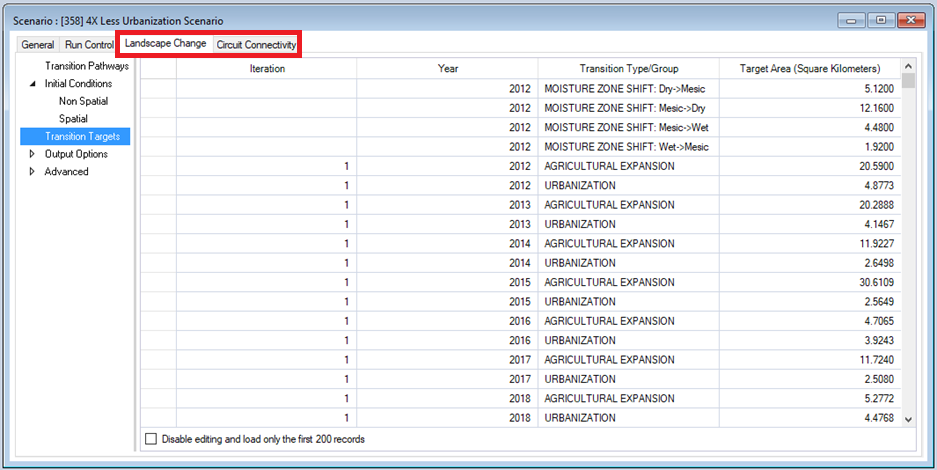 Scenario : [358] 4X Less Urbanization Scenario
General Run Control Landscape Change Circuit Connectivity
Transition Pathways
Initial Conditions
Non Spatial
Spatial
Transition Targets
Output Options
Advanced
Iteration Year Transition Type/Group Target Area (Square Kilometers)
2012 MOISTURE ZONE SHIFT: Dry->Mesic 5.1200
2012 MOISTURE ZONE SHIFT: Mesic->Dry 12.1600
2012 MOISTURE ZONE SHIFT: Mesic->Wet 4.4800
2012 MOISTURE ZONE SHIFT: Wet->Mesic 1.9200
1 2012 AGRICULTURAL EXPANSION 20.5900
1 2012 URBANIZATION 4.8773
1 2013 AGRICULTURAL EXPANSION 20.2888
1 2013 URBANIZATION 4.1467
1 2014 AGRICULTURAL EXPANSION 11.9227
1 2014 URBANIZATION 2.6498
1 2015 AGRICULTURAL EXPANSION 30.6109
1 2015 URBANIZATION 2.5649
1 2016 AGRICULTURAL EXPANSION 4.7065
1 2016 URBANIZATION 3.9243
1 2017 AGRICULTURAL EXPANSION 11.7240
1 2017 URBANIZATION 2.5080
1 2018 AGRICULTURAL EXPANSION 5.2772
1 2018 URBANIZATION 4.4768
Disable editing and load only the first 200 records